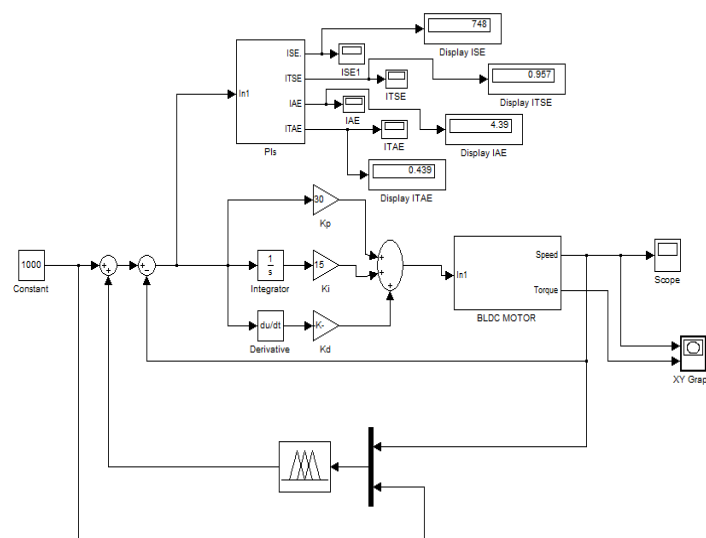 748
Display ISE
ISE.
ISE1
ITSE
ITSE
0.957
Display ITSE
In1
IAE
IAE
4.39
Display IAE
ITAE
ITAE
PIs
0.439
Display ITAE
30
Kp
1000
Constant
1
s
Integrator
15
Ki
du/dt
Derivative
-K-
Kd
In1
Speed
Torque
BLDC MOTOR
Scope
XY Grap